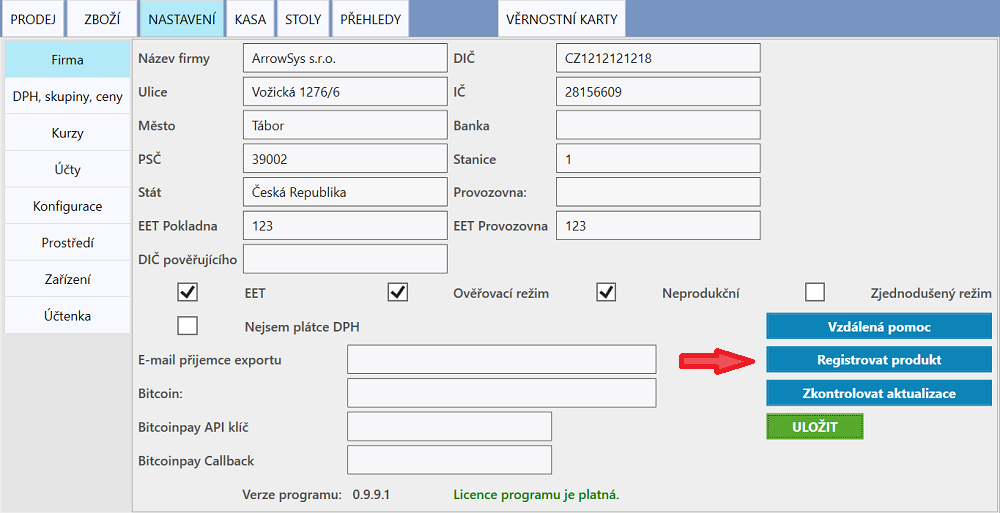 PRODEJ ZBOŽÍ NASTAVENÍ KASA STOLY PŘEHLEDY VĚRNOSTNÍ KARTY
Firma
DPH, skupiny, ceny
Kurzy
Účty
Konfigurace
Prostředí
Zařízení
Účtenka
Název firmy ArrowSys s.r.o. DIČ CZ1212121218
Ulice Vožická 1276/6 IČ 28156609
Město Tábor Banka
PSČ 39002 Stanice 1
Stát Česká Republika Provozovna:
EET Pokladna 123 EET Provozovna 123
DIČ pověřujícího
EET Ověřovací režim Neprodukční Zjednodušený režim
Nejsem plátce DPH Vzdálená pomoc
E-mail přijemce exportu Registrovat produkt
Bitcoin: Zkontrolovat aktualizace
Bitcoinpay API klíč ULOŽIT
Bitcoinpay Callback
Verze programu: 0.9.9.1 Licence programu je platná.